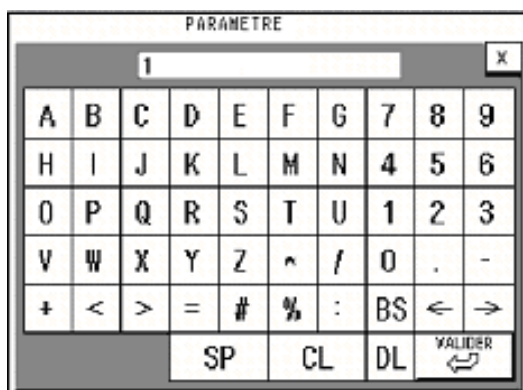 PARAMETRE
1 X
A B C D E F G 7 8 9
H I J K L M N 4 5 6
O P Q R S T U 1 2 3
V W X Y Z ^ / 0 . -
+ < > = # % : BS ← →
SP CL DL VALIDER